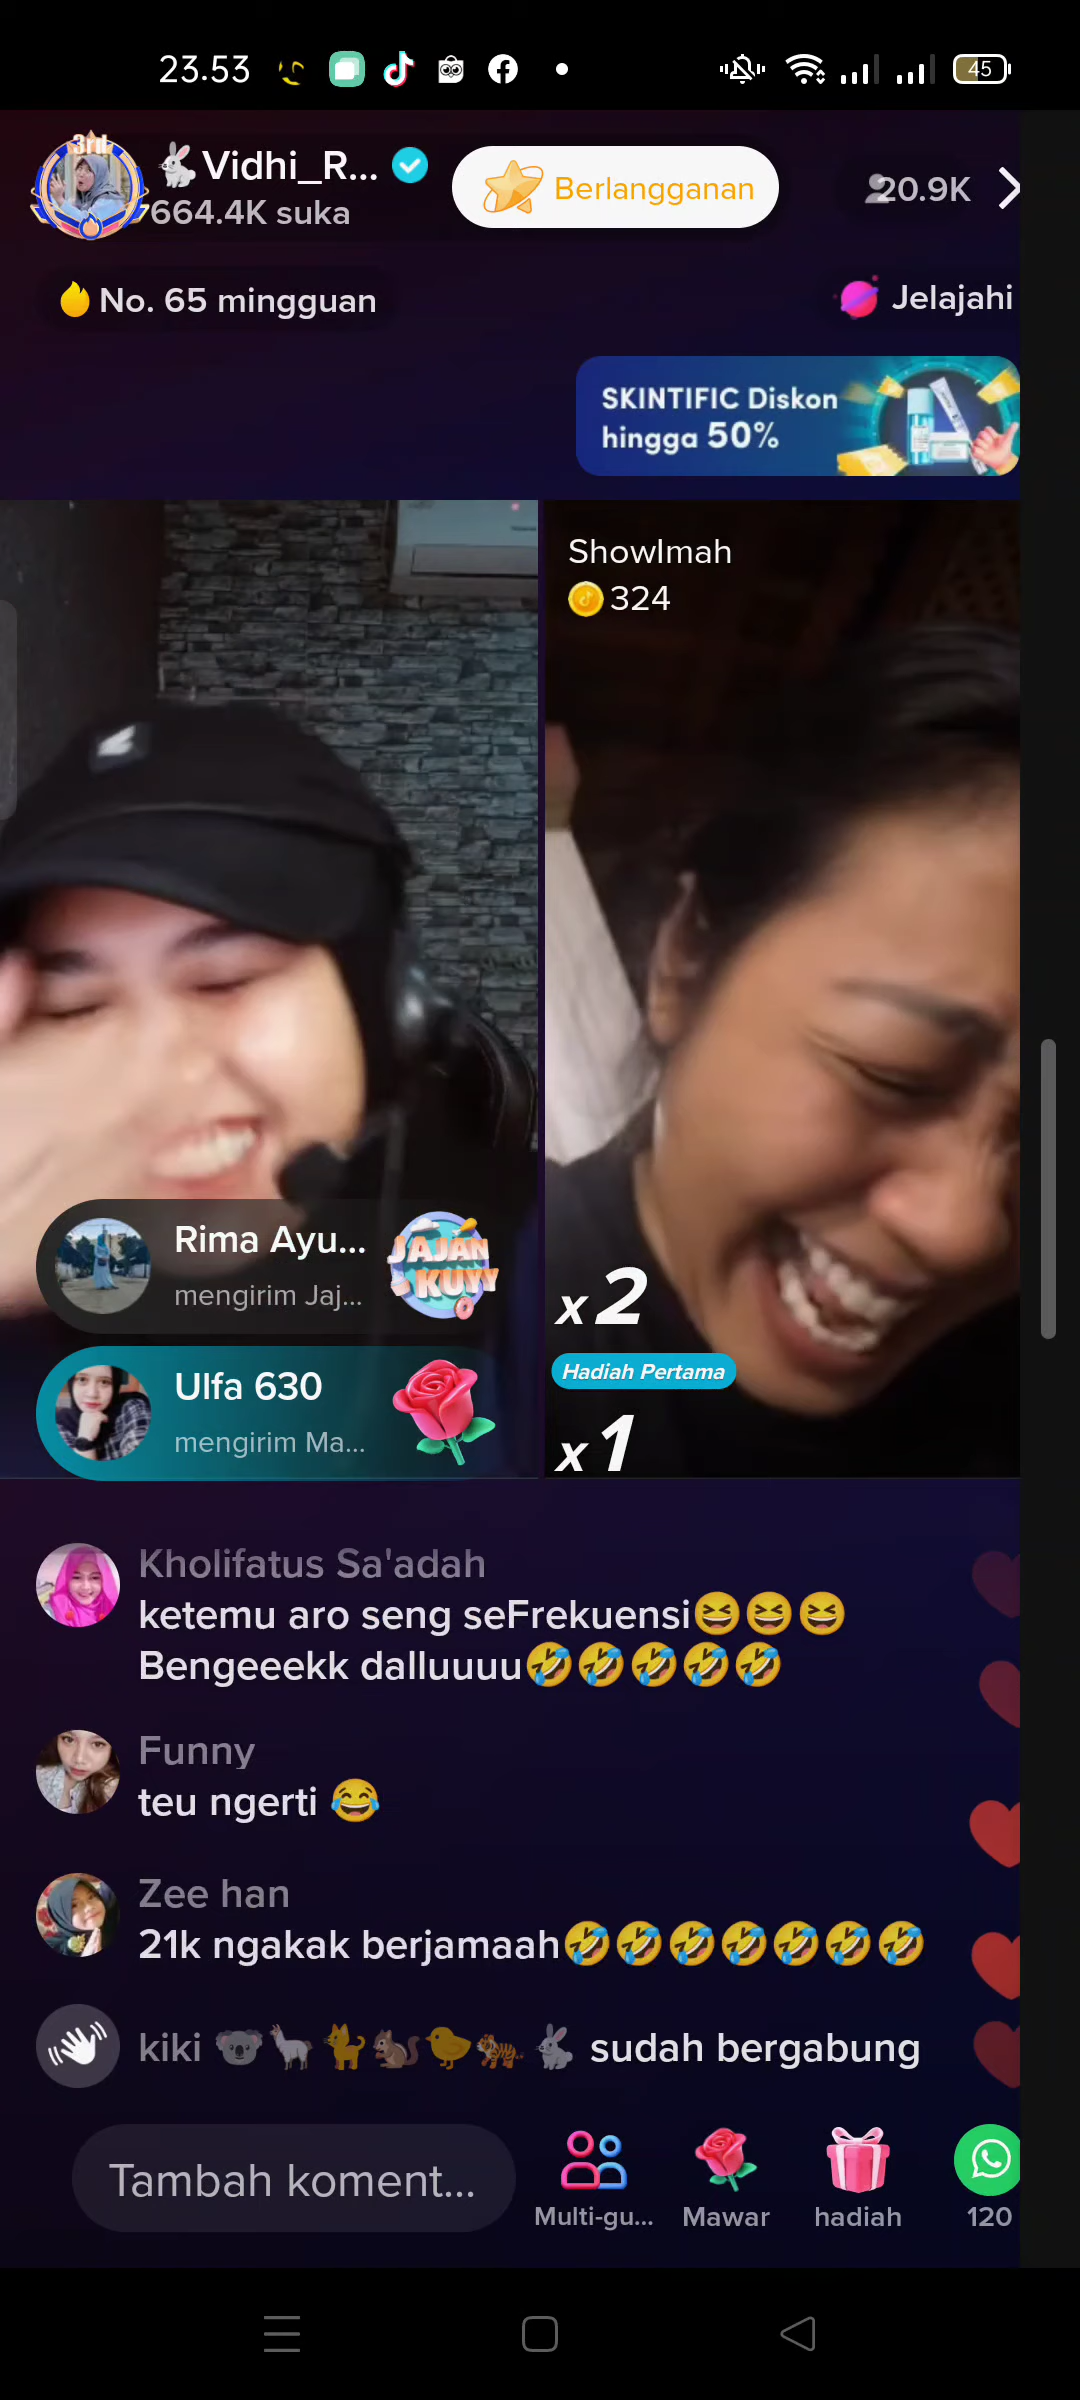 23.53
45
3rd
Vidhi_R...
664.4K suka
Berlangganan
20.9K
No. 65 mingguan
Jelajahi
SKINTIFIC Diskon
hingga 50%
ShowImah
324
Rima Ayu...
mengirim Jaj...
JAJAN
KUYY
x2
Hadiah Pertama
Ulfa 630
mengirim Ma...
x1
Kholifatus Sa'adah
ketemu aro seng seFrekuensi😆😆😆
Bengeeekk dalluuuu🤣🤣🤣🤣🤣
Funny
teu ngerti 😂
Zee han
21k ngakak berjamaah🤣🤣🤣🤣🤣🤣🤣
kiki 🐨🦙🐈🐿️🐤🐅🐇 sudah bergabung
Tambah koment...
Multi-gu...
Mawar
hadiah
120